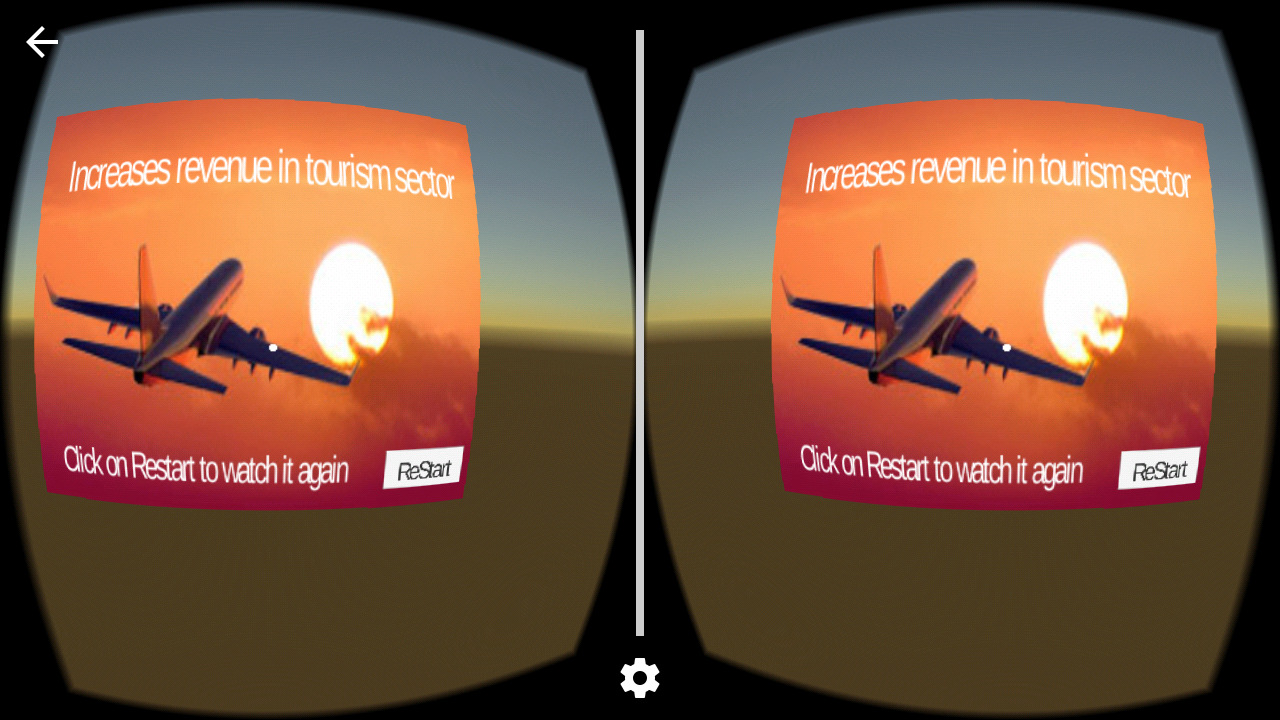 Increases revenue in tourism sector
Click on Restart to watch it again
ReStart
Increases revenue in tourism sector
Click on Restart to watch it again
ReStart